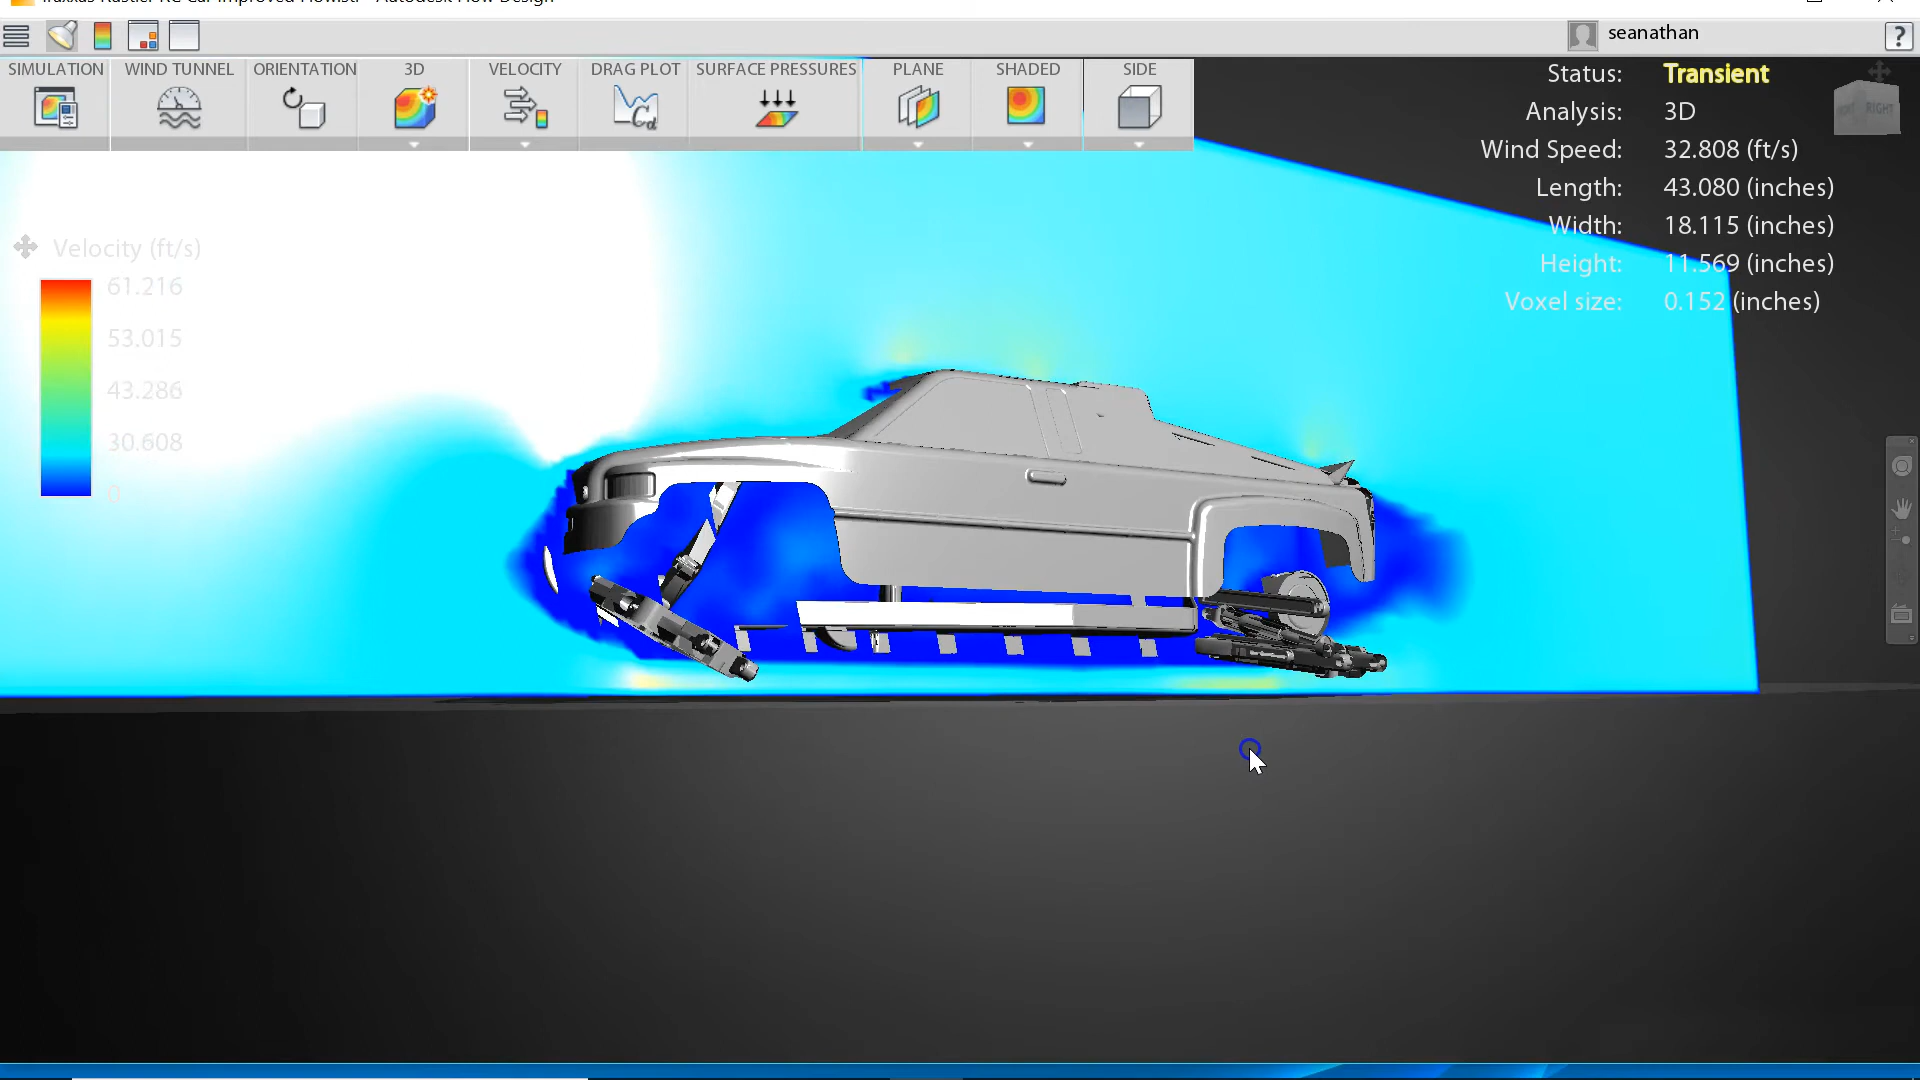 Traxxas Rustler RC Car Improved Flow.stl - Autodesk Flow Design
seanathan
?
SIMULATION
WIND TUNNEL
ORIENTATION
3D
VELOCITY
DRAG PLOT
SURFACE PRESSURES
PLANE
SHADED
SIDE
Cd
Status: Transient
Analysis: 3D
Wind Speed: 32.808 (ft/s)
Length: 43.080 (inches)
Width: 18.115 (inches)
Height: 11.569 (inches)
Voxel size: 0.152 (inches)
RIGHT
Velocity (ft/s)
61.216
53.015
43.286
30.608
0